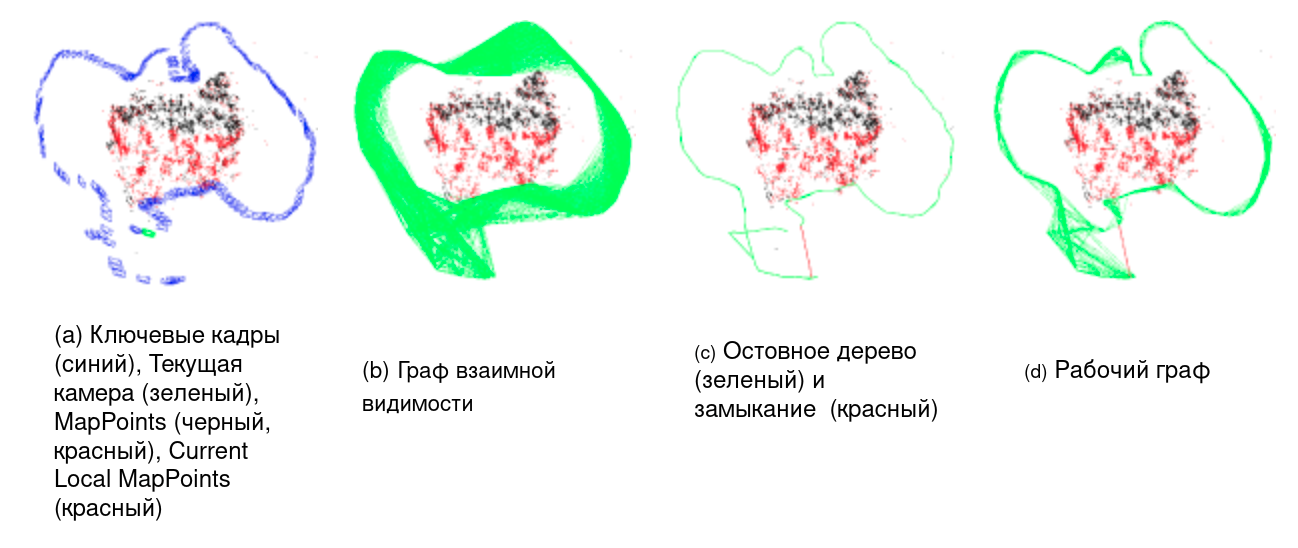 (a) Ключевые кадры
(синий), Текущая
камера (зеленый),
MapPoints (черный,
красный), Current
Local MapPoints
(красный)
(b) Граф взаимной
видимости
(c) Остовное дерево
(зеленый) и
замыкание (красный)
(d) Рабочий граф